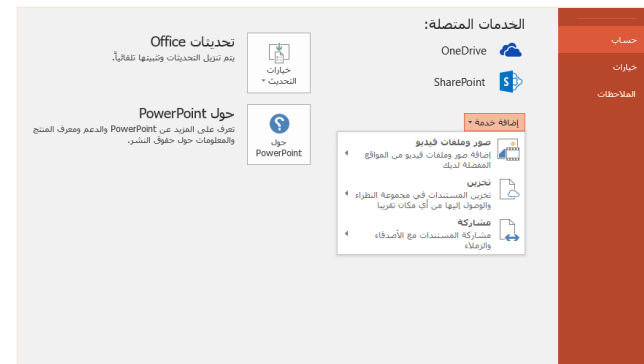 حساب
خيارات
الملاحظات
الخدمات المتصلة:
OneDrive
SharePoint
إضافة خدمة
صور وملفات فيديو
إضافة صور وملفات فيديو من المواقع
المفضلة لديك
تخزين
تخزين المستندات في مجموعة النظراء
والوصول إليها من أي مكان تقريبا
مشاركة
مشاركة المستندات مع الأصدقاء
والزملاء
خيارات
التحديث
تحديثات Office
يتم تنزيل التحديثات وتثبيتها تلقائياً.
حول
PowerPoint
حول PowerPoint
تعرف على المزيد عن PowerPoint والدعم ومعرف المنتج
والمعلومات حول حقوق النشر.